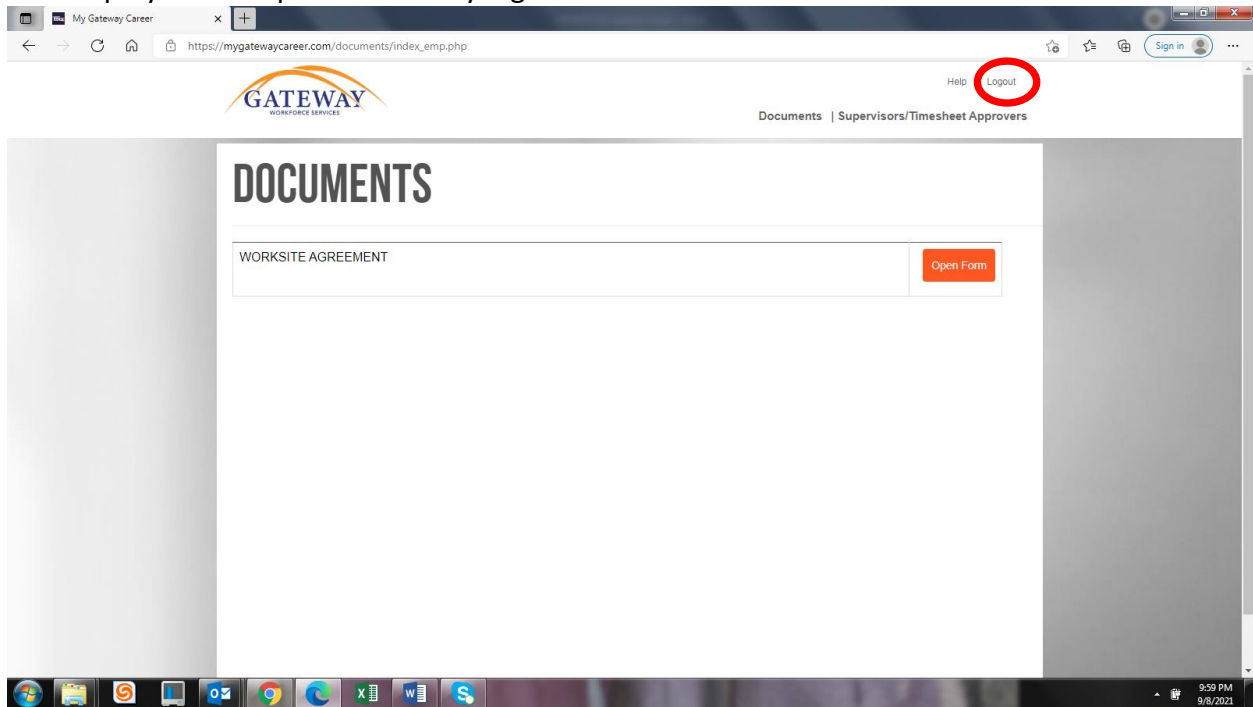 My Gateway Career
https://mygatewaycareer.com/documents/index_emp.php
Sign in
GATEWAY
WORKFORCE SERVICES
Help Logout
Documents | Supervisors/Timesheet Approvers
DOCUMENTS
WORKSITE AGREEMENT
Open Form
9:59 PM
9/8/2021